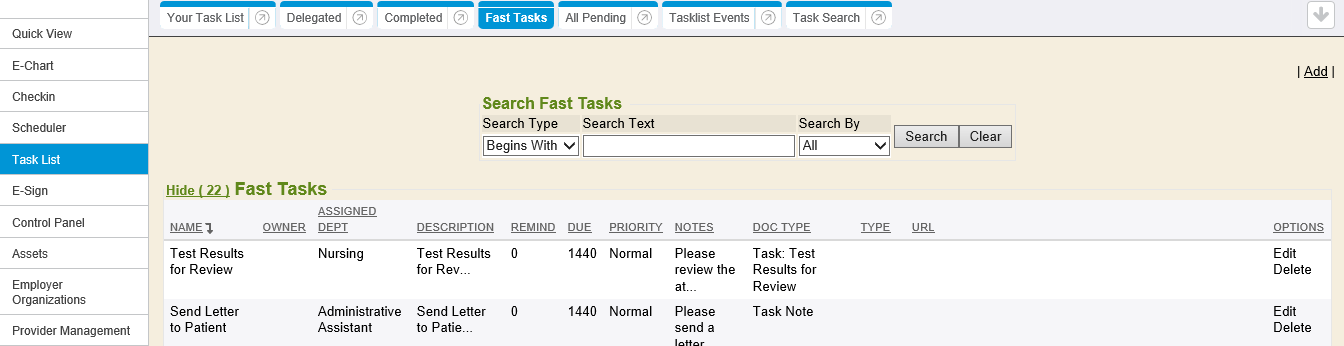 Your Task List Delegated Completed Fast Tasks All Pending Tasklist Events Task Search
Quick View
E-Chart
Checkin
Scheduler
Task List
E-Sign
Control Panel
Assets
Employer
Organizations
Provider Management
| Add |
Search Fast Tasks
Search Type Search Text Search By
Begins With All Search Clear
Hide ( 22 ) Fast Tasks
NAME OWNER ASSIGNED DEPT DESCRIPTION REMIND DUE PRIORITY NOTES DOC TYPE TYPE URL OPTIONS
Test Results Nursing Test Results 0 1440 Normal Please Task: Test Edit
for Review for Rev... review the Results for Delete
at... Review
Send Letter Administrative Send Letter 0 1440 Normal Please Task Note Edit
to Patient Assistant to Patie... send a Delete
letter